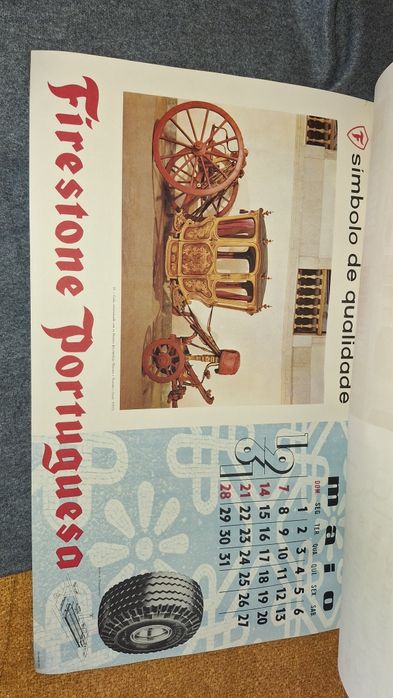 F símbolo de qualidade
Firestone Portuguesa
maio
DOM SEG TER QUA QUI SEX SAB
1 2 3 4 5 6
7 8 9 10 11 12 13
14 15 16 17 18 19 20
21 22 23 24 25 26 27
28 29 30 31